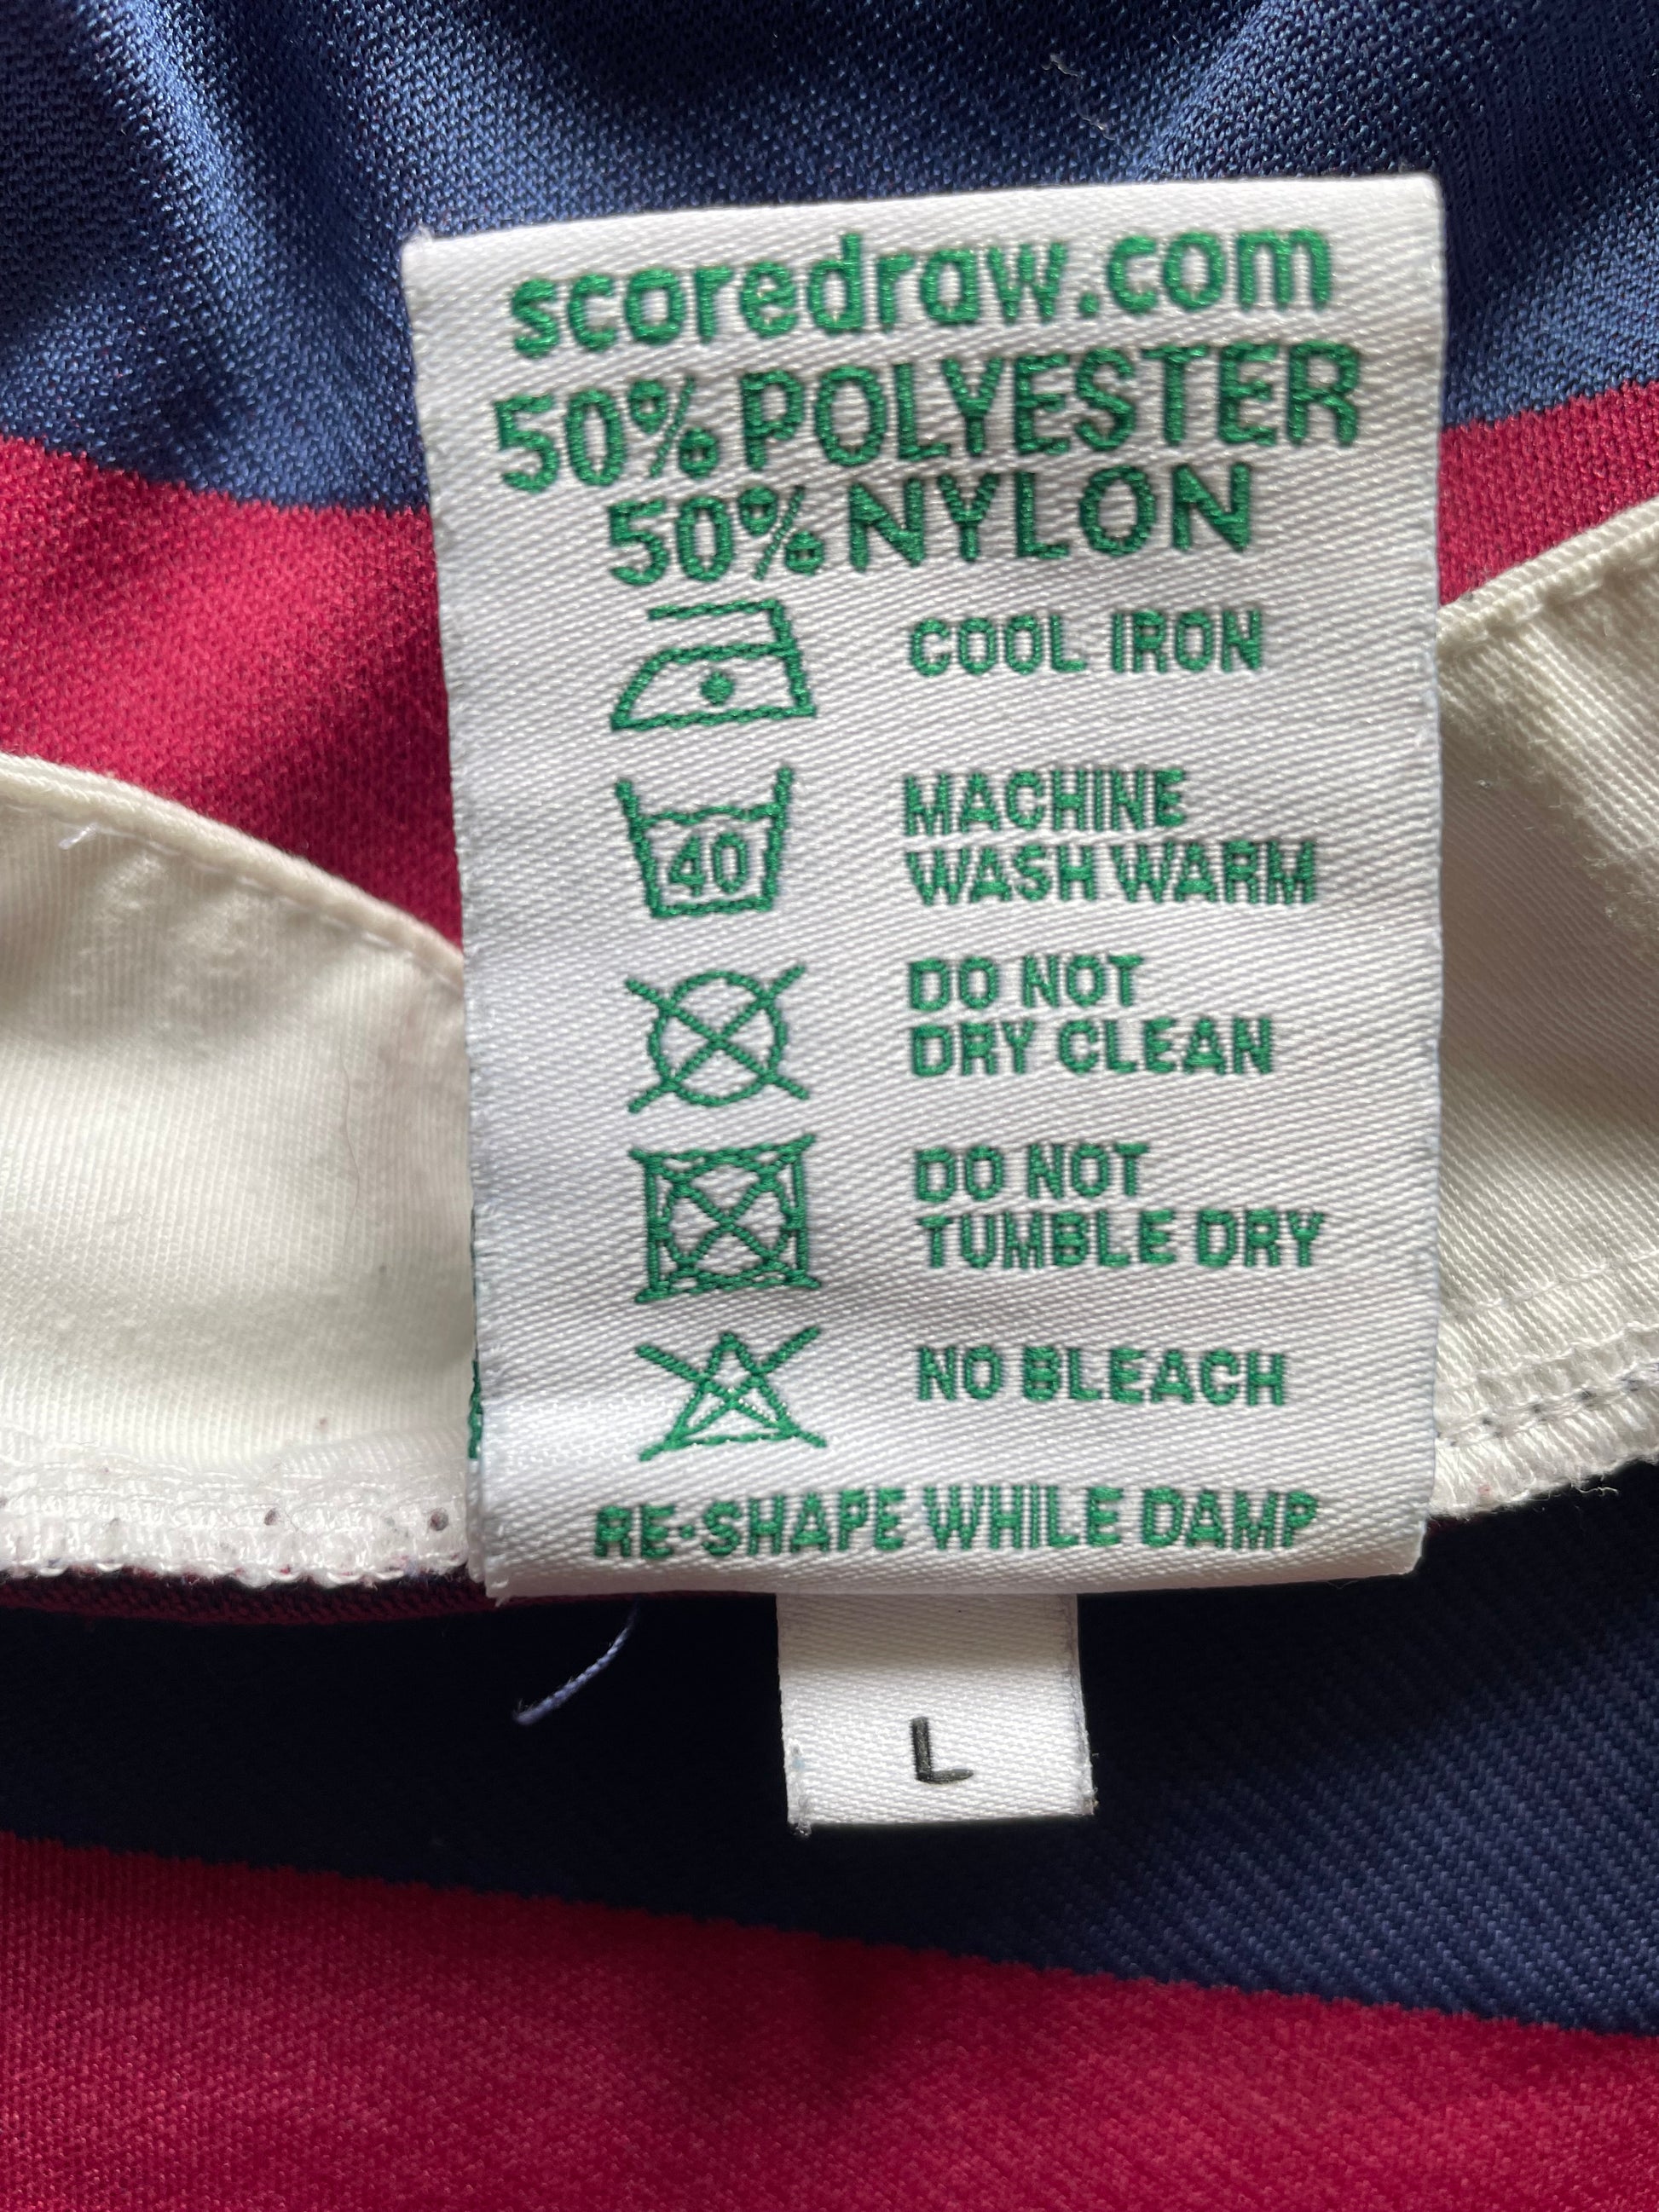 scoredraw.com
50% POLYESTER
50% NYLON
COOL IRON
40
MACHINE
WASH WARM
DO NOT
DRY CLEAN
DO NOT
TUMBLE DRY
NO BLEACH
RE-SHAPE WHILE DAMP
L